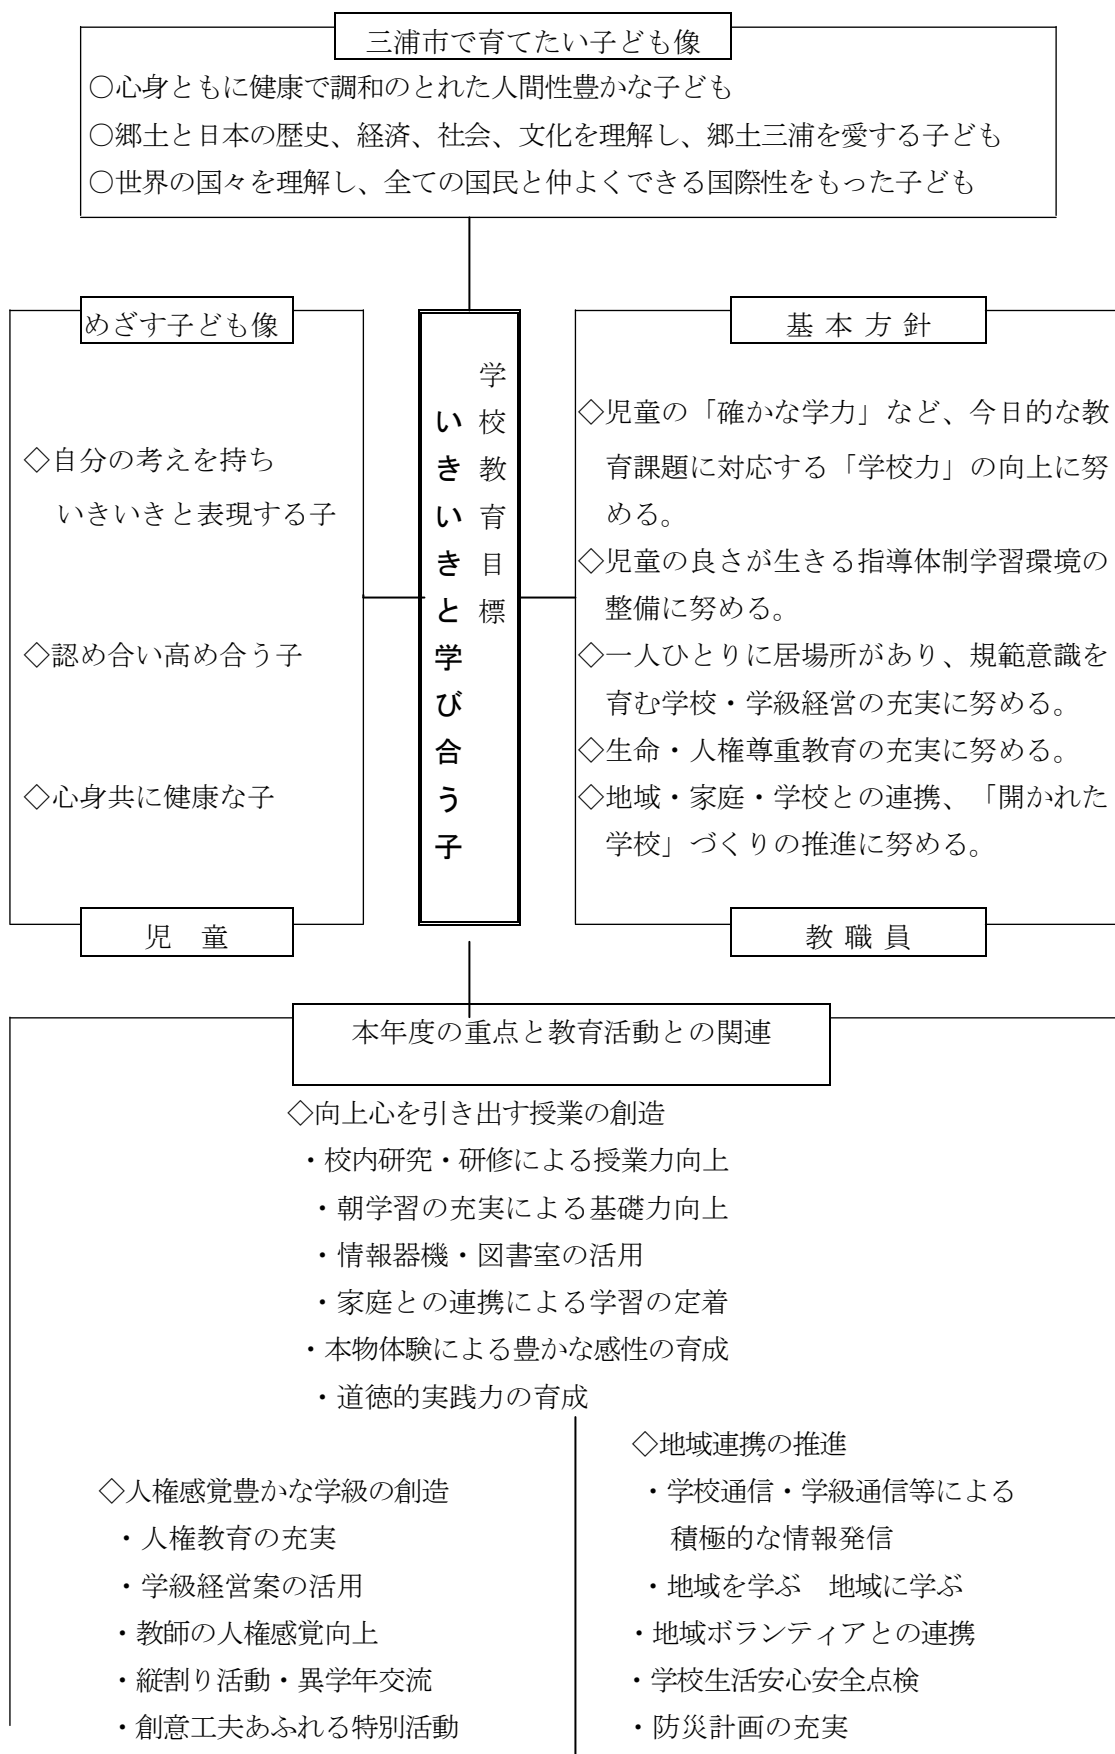 三浦市で育てたい子ども像
○心身ともに健康で調和のとれた人間性豊かな子ども
○郷土と日本の歴史、経済、社会、文化を理解し、郷土三浦を愛する子ども
○世界の国々を理解し、全ての国民と仲よくできる国際性をもった子ども
めざす子ども像
◇自分の考えを持ち
いきいきと表現する子
◇認め合い高め合う子
◇心身共に健康な子
児 童
学校教育目標
いきいきと学び合う子
基 本 方 針
◇児童の「確かな学力」など、今日的な教
育課題に対応する「学校力」の向上に努
める。
◇児童の良さが生きる指導体制学習環境の
整備に努める。
◇一人ひとりに居場所があり、規範意識を
育む学校・学級経営の充実に努める。
◇生命・人権尊重教育の充実に努める。
◇地域・家庭・学校との連携、「開かれた
学校」づくりの推進に努める。
教 職 員
本年度の重点と教育活動との関連
◇向上心を引き出す授業の創造
・校内研究・研修による授業力向上
・朝学習の充実による基礎力向上
・情報器機・図書室の活用
・家庭との連携による学習の定着
・本物体験による豊かな感性の育成
・道徳的実践力の育成
◇人権感覚豊かな学級の創造
・人権教育の充実
・学級経営案の活用
・教師の人権感覚向上
・縦割り活動・異学年交流
・創意工夫あふれる特別活動
◇地域連携の推進
・学校通信・学級通信等による
積極的な情報発信
・地域を学ぶ 地域に学ぶ
・地域ボランティアとの連携
・学校生活安心安全点検
・防災計画の充実